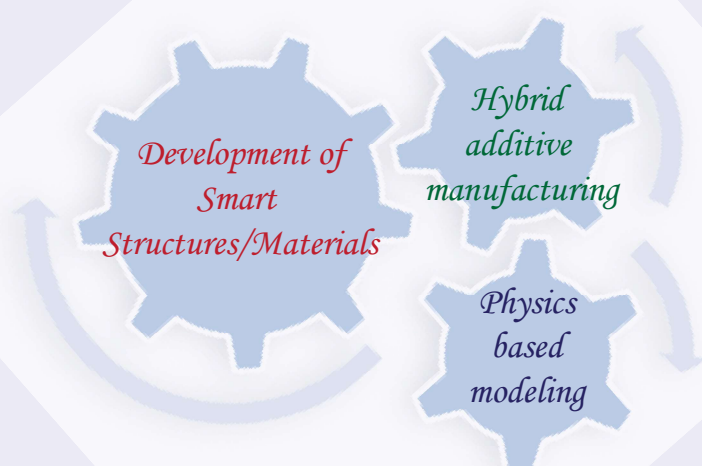 Development of
Smart
Structures/Materials
Hybrid
additive
manufacturing
Physics
based
modeling